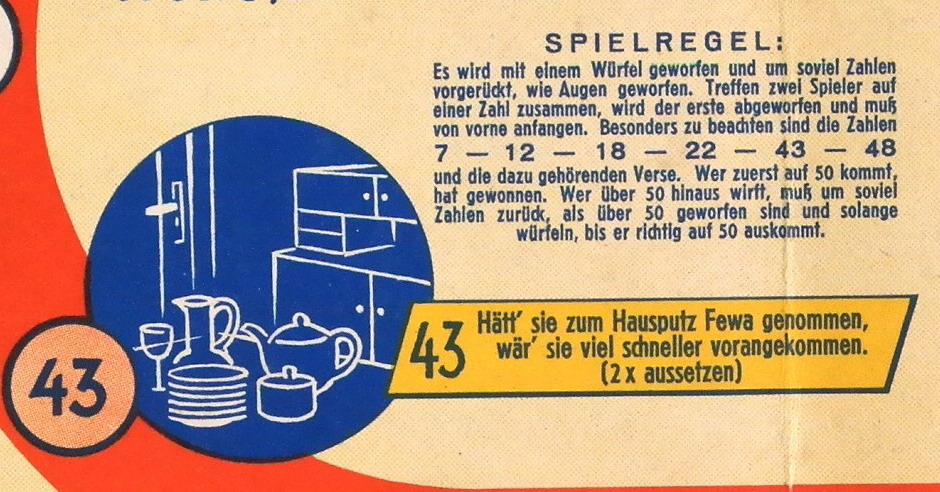 SPIELREGEL:
Es wird mit einem Würfel geworfen und um soviel Zahlen
vorgerückt, wie Augen geworfen. Treffen zwei Spieler auf
einer Zahl zusammen, wird der erste abgeworfen und muß
von vorne anfangen. Besonders zu beachten sind die Zahlen
7 — 12 — 18 — 22 — 43 — 48
und die dazu gehörenden Verse. Wer zuerst auf 50 kommt,
hat gewonnen. Wer über 50 hinaus wirft, muß um soviel
Zahlen zurück, als über 50 geworfen sind und solange
würfeln, bis er richtig auf 50 auskommt.
43
Hätt' sie zum Hausputz Fewa genommen,
wär' sie viel schneller vorangekommen.
(2 x aussetzen)
43